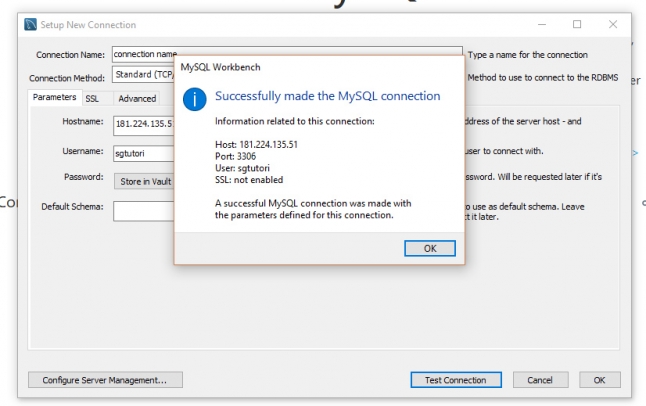 Setup New Connection
Connection Name:
connection name
Type a name for the connection
Connection Method:
Standard (TCP/
Method to use to connect to the RDBMS
Parameters SSL Advanced
Hostname:
181.224.135.5
address of the server host - and
Username:
sgtutori
user to connect with.
Password:
Store in Vault
ssword. Will be requested later if it's
Default Schema:
o use as default schema. Leave
it later.
MySQL Workbench
Successfully made the MySQL connection
Information related to this connection:
Host: 181.224.135.51
Port: 3306
User: sgtutori
SSL: not enabled
A successful MySQL connection was made with
the parameters defined for this connection.
OK
Configure Server Management...
Test Connection
Cancel
OK